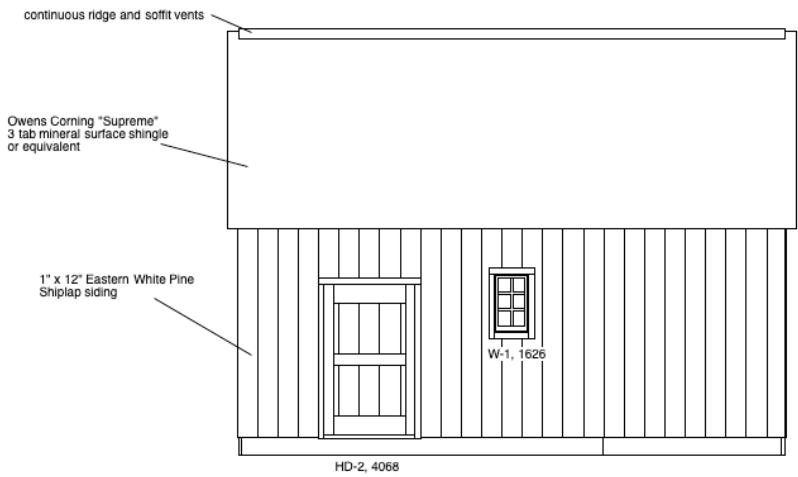 continuous ridge and soffit vents
Owens Corning "Supreme"
3 tab mineral surface shingle
or equivalent
1" x 12" Eastern White Pine
Shiplap siding
W-1, 1626
HD-2, 4068